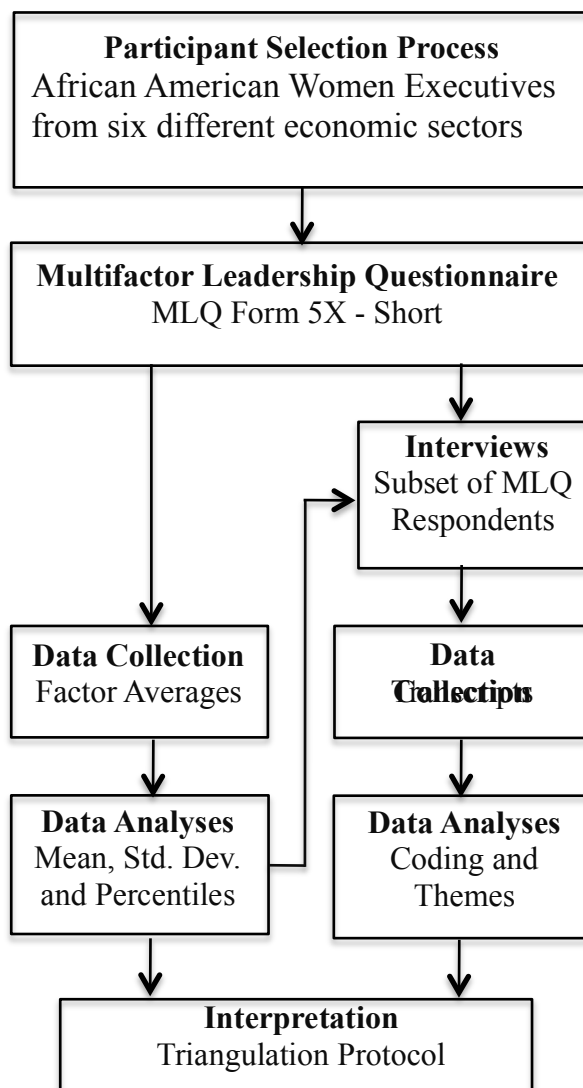 Participant Selection Process
African American Women Executives
from six different economic sectors
Multifactor Leadership Questionnaire
MLQ Form 5X - Short
Interviews
Subset of MLQ
Respondents
Data Collection
Factor Averages
Data
Collection
Transcripts
Data Analyses
Mean, Std. Dev.
and Percentiles
Data Analyses
Coding and
Themes
Interpretation
Triangulation Protocol